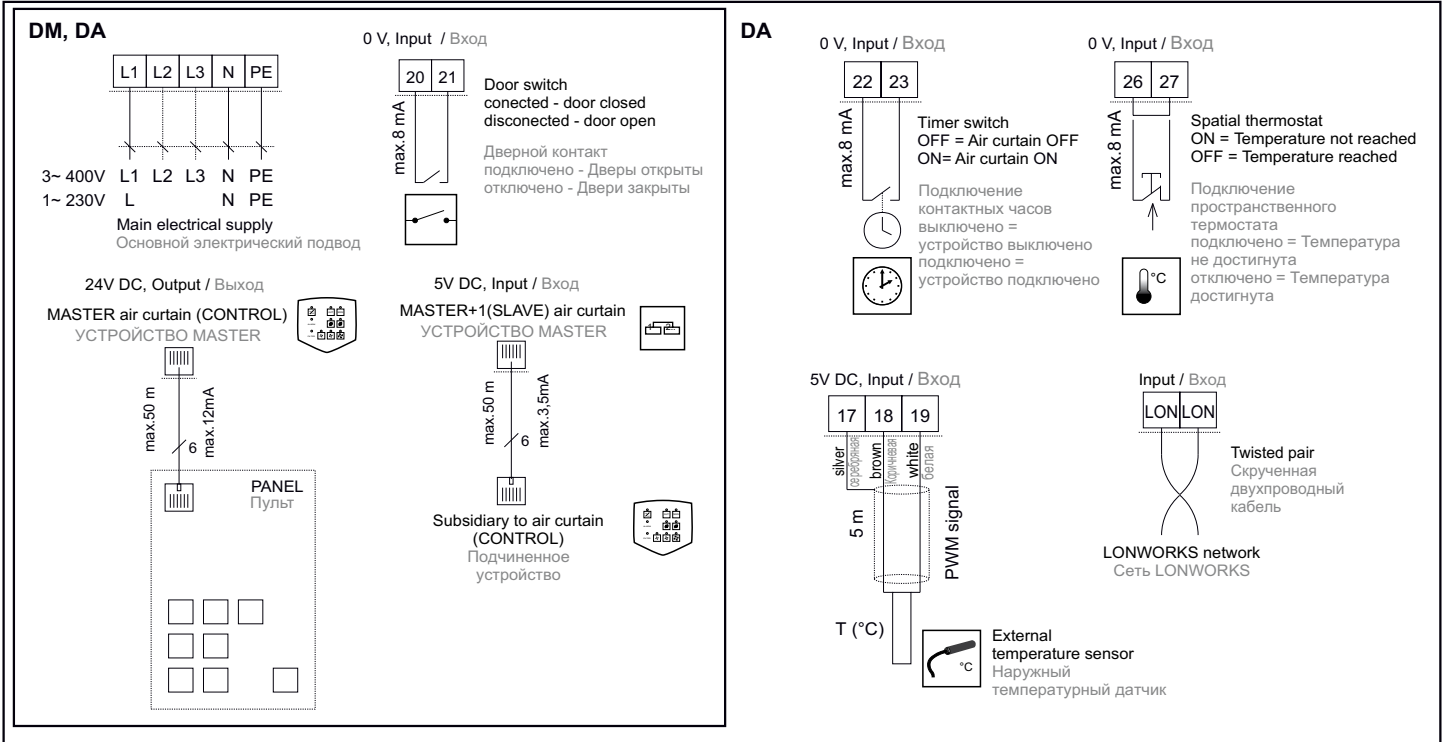 DM, DA
L1 L2 L3 N PE
3~ 400V L1 L2 L3 N PE
1~ 230V L N PE
Main electrical supply
Основной электрический подвод
0 V, Input / Вход
20 21
max.8 mA
Door switch
conected - door closed
disconected - door open
Дверной контакт
подключено - Дверы открыты
отключено - Двери закрыты
24V DC, Output / Выход
MASTER air curtain (CONTROL)
УСТРОЙСТВО MASTER
max.50 m
max.12mA
6
PANEL
Пульт
5V DC, Input / Вход
MASTER+1(SLAVE) air curtain
УСТРОЙСТВО MASTER
max.50 m
max.3,5mA
6
Subsidiary to air curtain
(CONTROL)
Подчиненное
устройство
DA
0 V, Input / Вход
22 23
max.8 mA
Timer switch
OFF = Air curtain OFF
ON= Air curtain ON
Подключение
контактных часов
выключено =
устройство выключено
подключено =
устройство подключено
0 V, Input / Вход
26 27
max.8 mA
Spatial thermostat
ON = Temperature not reached
OFF = Temperature reached
Подключение
пространственного
термостата
подключено = Температура
не достигнута
отключено = Температура
достигнута
°C
5V DC, Input / Вход
17 18 19
silver
серебряная
brown
Коричневая
white
белая
5 m
PWM signal
T (°C)
°C
External
temperature sensor
Наружный
температурный датчик
Input / Вход
LON LON
Twisted pair
Скрученная
двухпроводный
кабель
LONWORKS network
Сеть LONWORKS